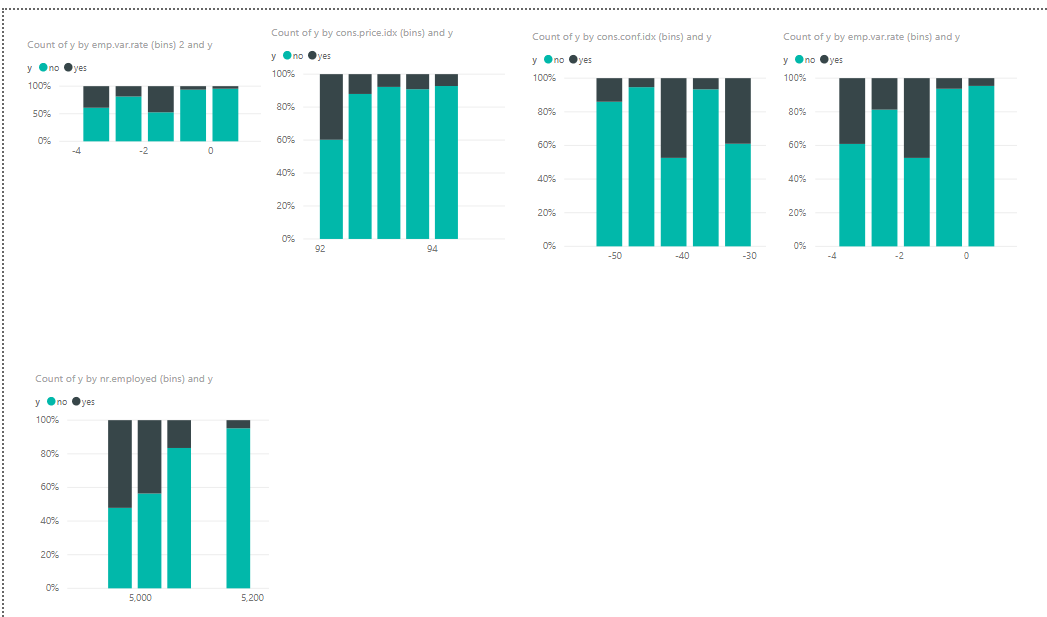 Count of y by emp.var.rate (bins) 2 and y
y no yes
100%
50%
0%
-4 -2 0
Count of y by cons.price.idx (bins) and y
y no yes
100%
80%
60%
40%
20%
0%
92 94
Count of y by cons.conf.idx (bins) and y
y no yes
100%
80%
60%
40%
20%
0%
-50 -40 -30
Count of y by emp.var.rate (bins) and y
y no yes
100%
80%
60%
40%
20%
0%
-4 -2 0
Count of y by nr.employed (bins) and y
y no yes
100%
80%
60%
40%
20%
0%
5,000 5,200